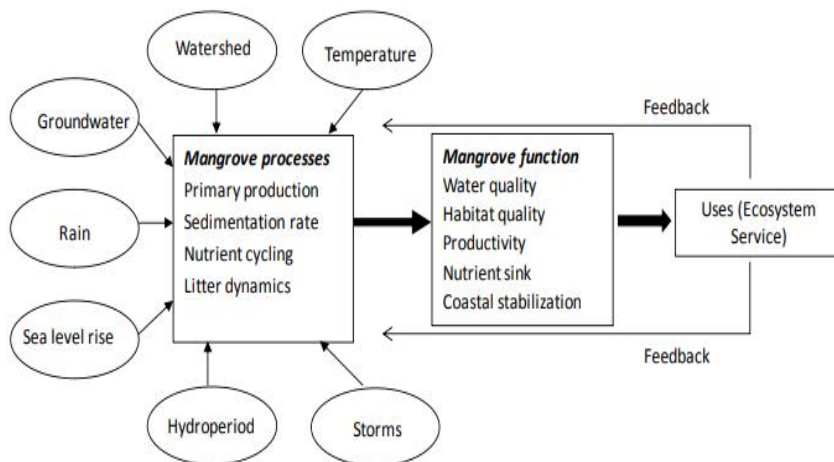 Watershed
Temperature
Feedback
Groundwater
Mangrove processes
Primary production
Sedimentation rate
Nutrient cycling
Litter dynamics
Mangrove function
Water quality
Habitat quality
Productivity
Nutrient sink
Coastal stabilization
Uses (Ecosystem
Service)
Rain
Sea level rise
Feedback
Hydroperiod
Storms